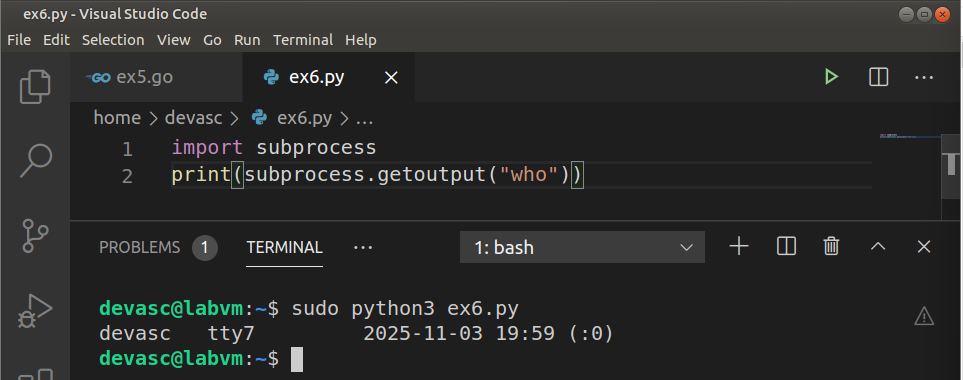 ex6.py - Visual Studio Code
File Edit Selection View Go Run Terminal Help
GO ex5.go ex6.py
home > devasc > ex6.py > ...
1 import subprocess
2 print(subprocess.getoutput("who"))
PROBLEMS 1 TERMINAL ··· 1: bash
devasc@labvm:~$ sudo python3 ex6.py
devasc   tty7         2025-11-03 19:59 (:0)
devasc@labvm:~$